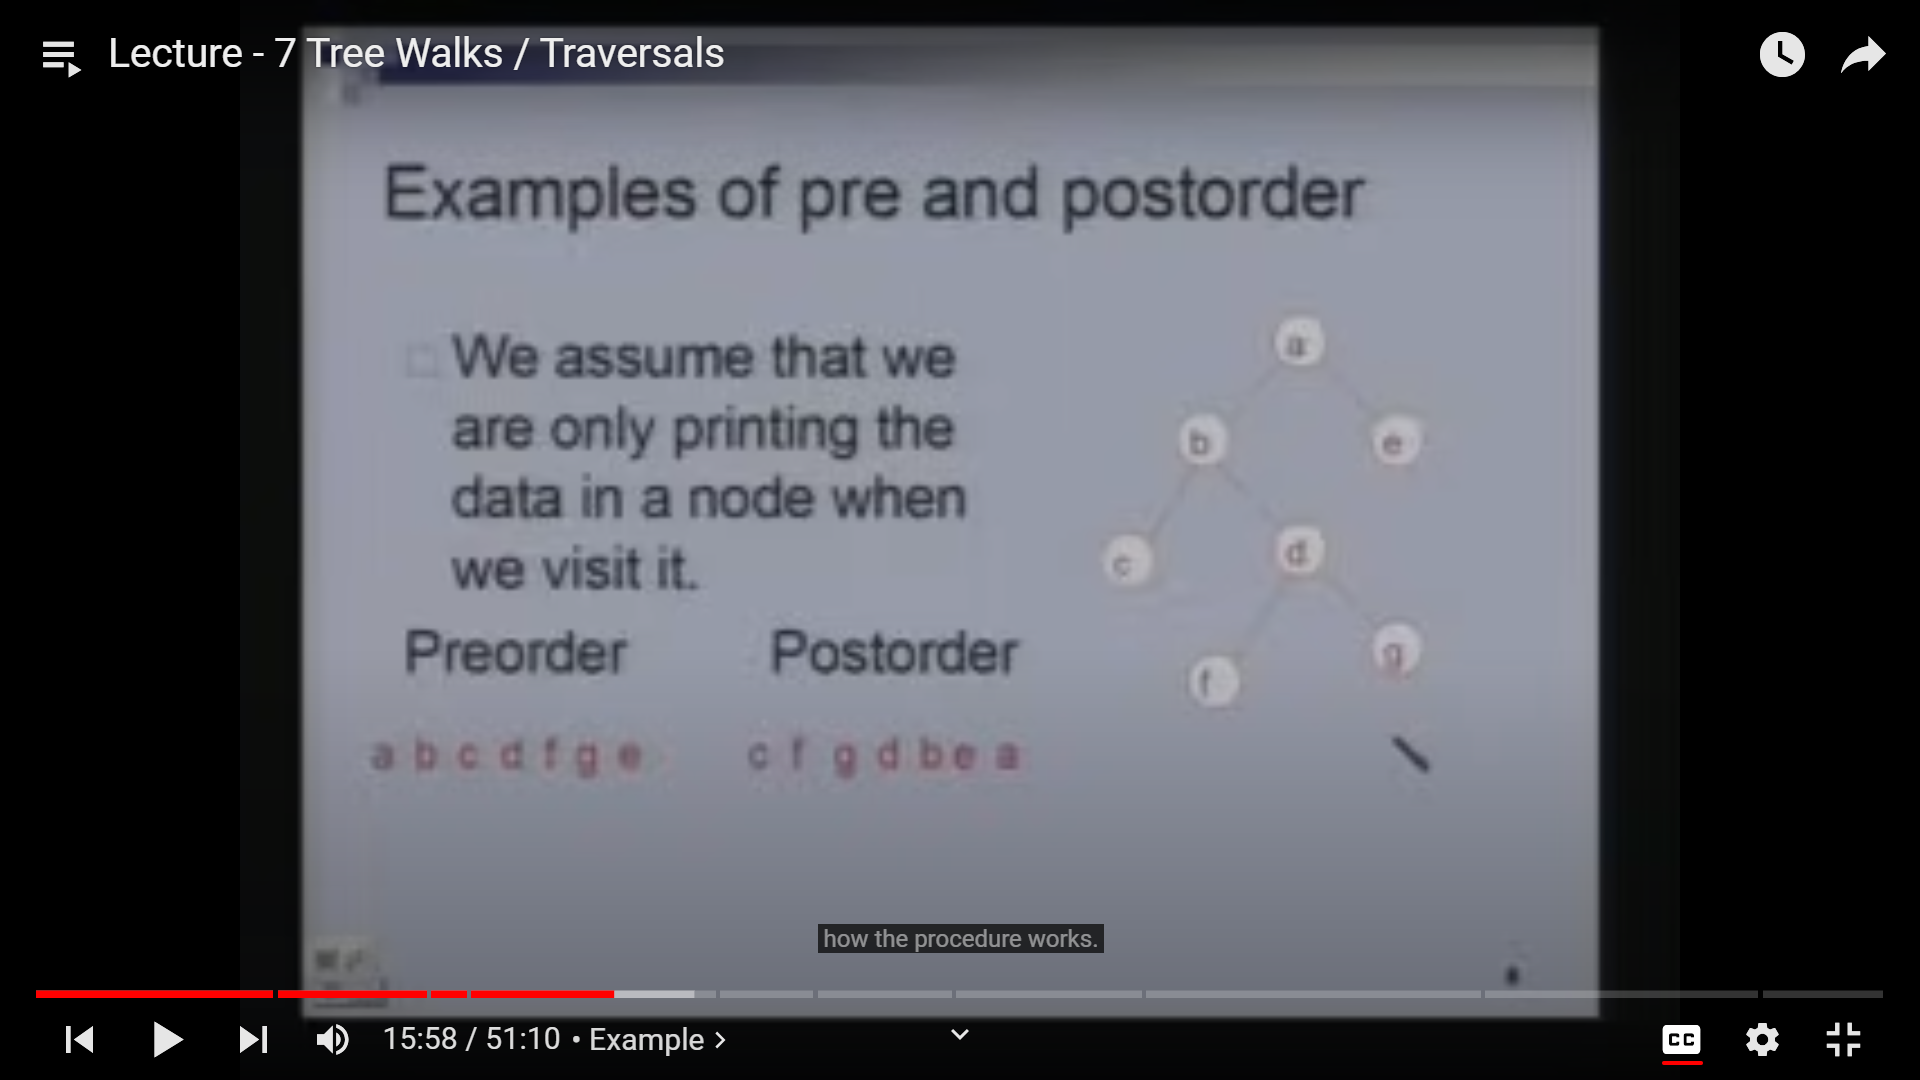 Lecture - 7 Tree Walks / Traversals
Examples of pre and postorder
We assume that we
are only printing the
data in a node when
we visit it.
Preorder Postorder
a b c d f g e c f g d b e a
a
b e
c d
f g
how the procedure works.
15:58 / 51:10 • Example >
CC